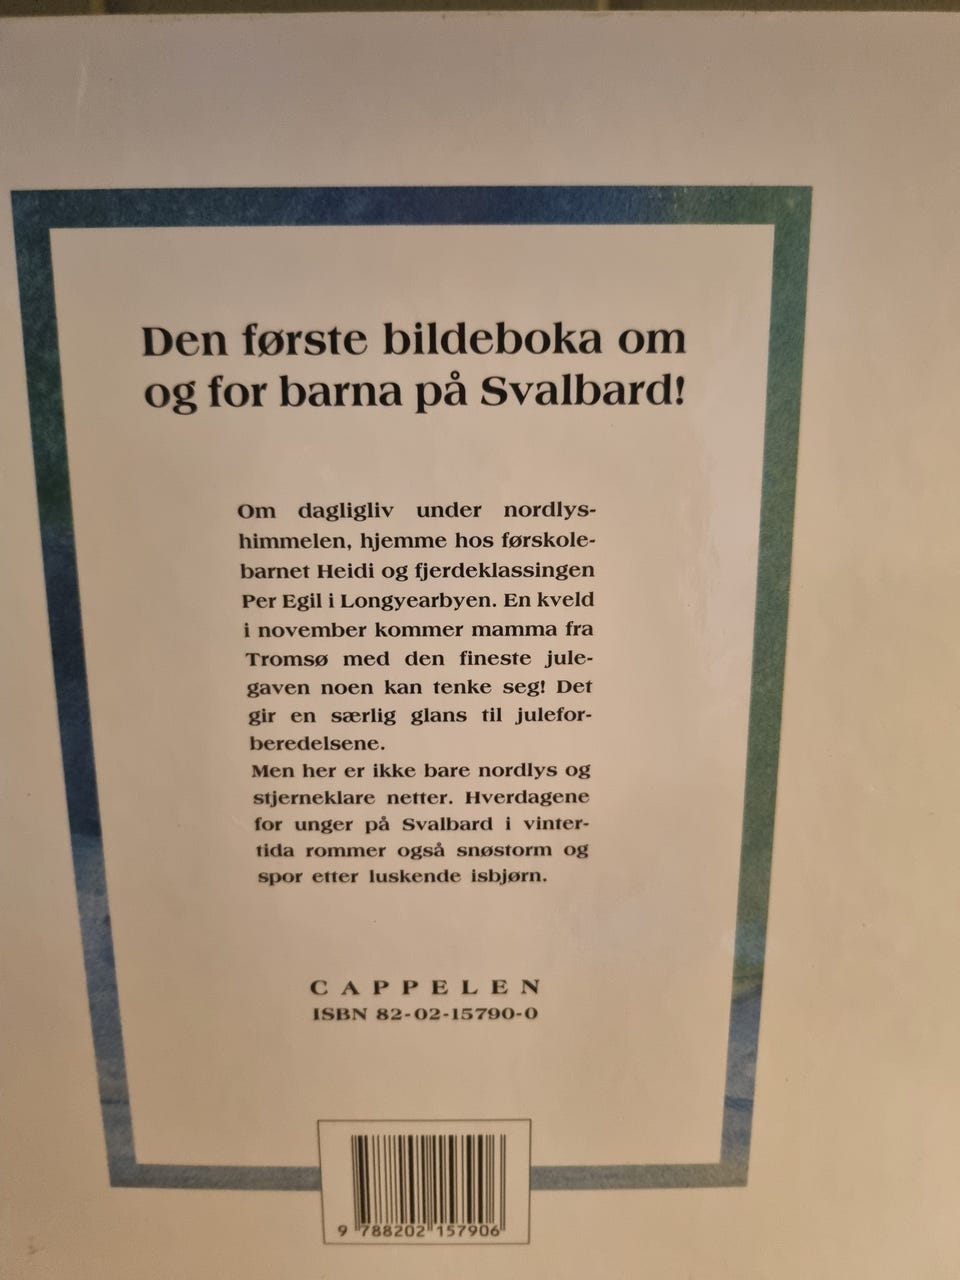 Den første bildeboka om
og for barna på Svalbard!
Om dagligliv under nordlys-
himmelen, hjemme hos førskole-
barnet Heidi og fjerdeklassingen
Per Egil i Longyearbyen. En kveld
i november kommer mamma fra
Tromsø med den fineste jule-
gaven noen kan tenke seg! Det
gir en særlig glans til julefor-
beredelsene.
Men her er ikke bare nordlys og
stjerneklare netter. Hverdagene
for unger på Svalbard i vinter-
tida rommer også snøstorm og
spor etter luskende isbjørn.
CAPPELEN
ISBN 82-02-15790-0
9 788202 157906